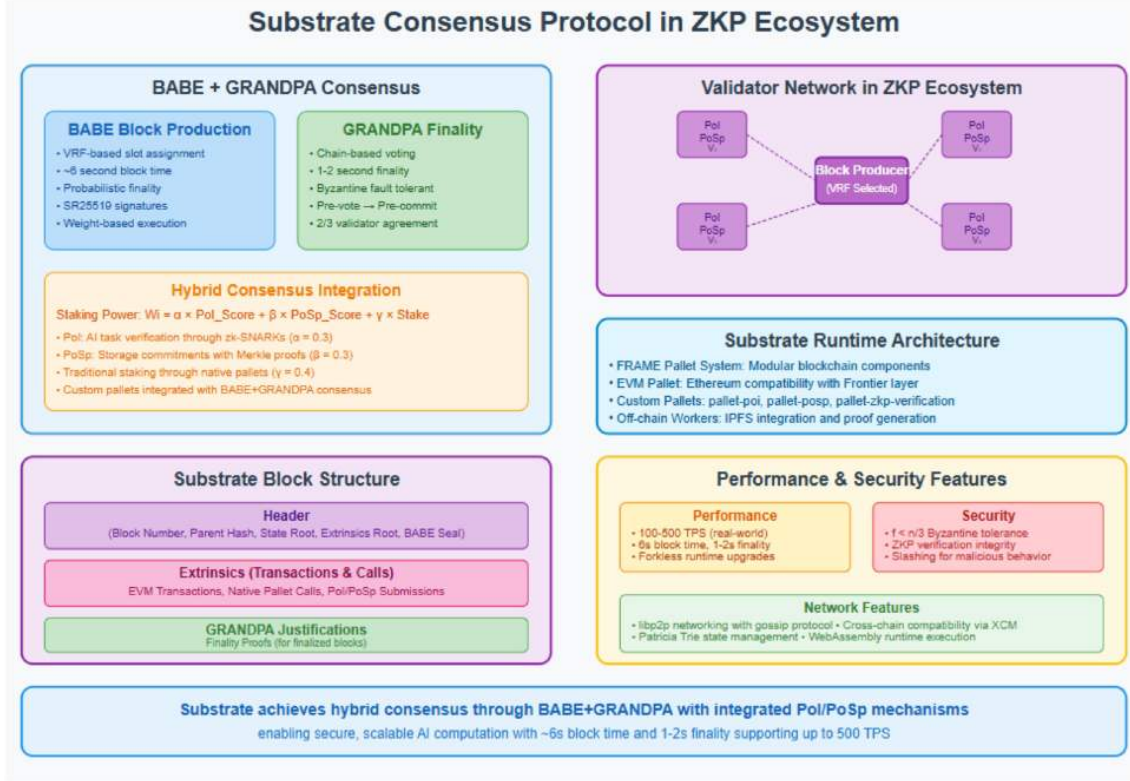 Substrate Consensus Protocol in ZKP Ecosystem
BABE + GRANDPA Consensus
BABE Block Production
• VRF-based slot assignment
• ~6 second block time
• Probabilistic finality
• SR25519 signatures
• Weight-based execution
GRANDPA Finality
• Chain-based voting
• 1-2 second finality
• Byzantine fault tolerant
• Pre-vote → Pre-commit
• 2/3 validator agreement
Hybrid Consensus Integration
Staking Power: Wi = α × PoI_Score + β × PoSp_Score + γ × Stake
• PoI: AI task verification through zk-SNARKs (α = 0.3)
• PoSp: Storage commitments with Merkle proofs (β = 0.3)
• Traditional staking through native pallets (γ = 0.4)
• Custom pallets integrated with BABE+GRANDPA consensus
Validator Network in ZKP Ecosystem
PoI
PoSp
PoI
PoSp
Block Producer
(VRF Selected)
PoI
PoSp
PoI
PoSp
Substrate Runtime Architecture
• FRAME Pallet System: Modular blockchain components
• EVM Pallet: Ethereum compatibility with Frontier layer
• Custom Pallets: pallet-poi, pallet-posp, pallet-zkp-verification
• Off-chain Workers: IPFS integration and proof generation
Substrate Block Structure
Header
(Block Number, Parent Hash, State Root, Extrinsics Root, BABE Seal)
Extrinsics (Transactions & Calls)
EVM Transactions, Native Pallet Calls, PoI/PoSp Submissions
GRANDPA Justifications
Finality Proofs (for finalized blocks)
Performance & Security Features
Performance
• 100-500 TPS (real-world)
• 6s block time, 1-2s finality
• Forkless runtime upgrades
Security
• f < n/3 Byzantine tolerance
• ZKP verification integrity
• Slashing for malicious behavior
Network Features
• libp2p networking with gossip protocol • Cross-chain compatibility via XCM
• Patricia Trie state management • WebAssembly runtime execution
Substrate achieves hybrid consensus through BABE+GRANDPA with integrated PoI/PoSp mechanisms
enabling secure, scalable AI computation with ~6s block time and 1-2s finality supporting up to 500 TPS